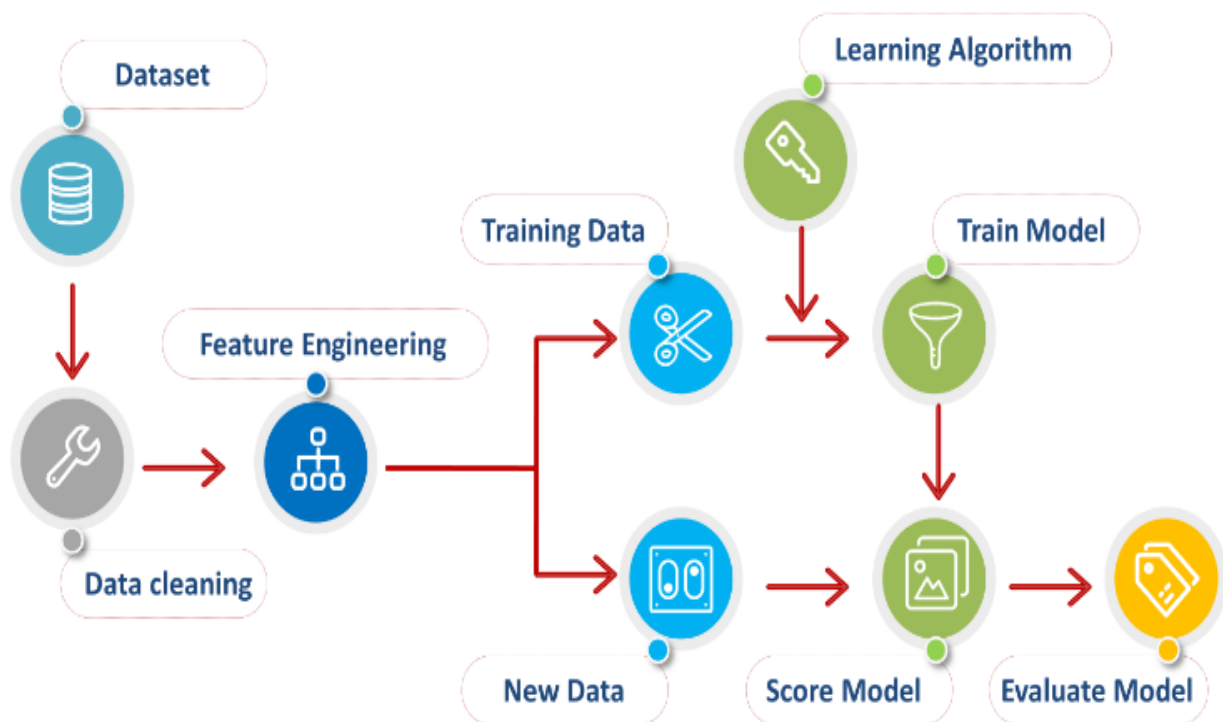 Dataset
Learning Algorithm
Training Data
Train Model
Feature Engineering
Data cleaning
New Data
Score Model
Evaluate Model